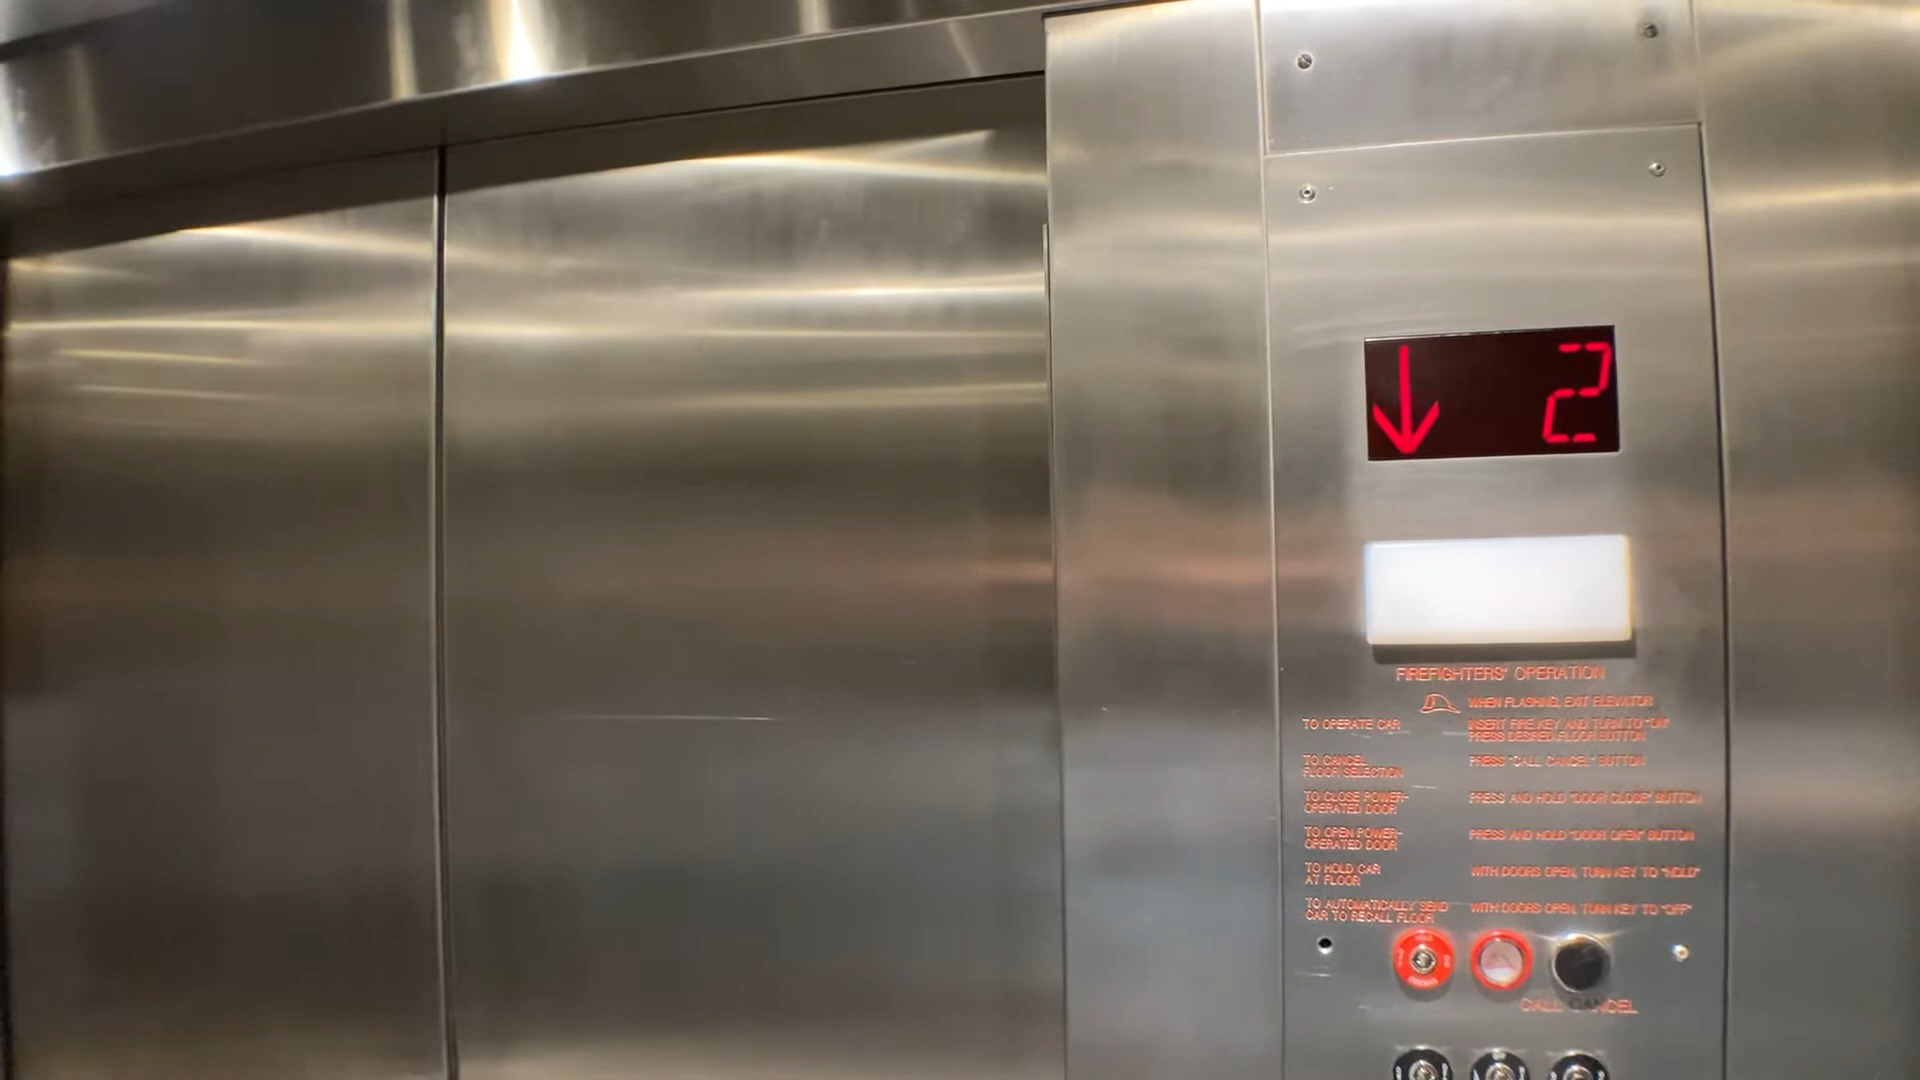 ↓ 2
FIREFIGHTERS' OPERATION
WHEN FLASHING, EXIT ELEVATOR
TO OPERATE CAR
INSERT FIRE KEY AND TURN TO "ON"
PRESS DESIRED FLOOR BUTTON
TO CANCEL
FLOOR SELECTION
PRESS "CALL CANCEL" BUTTON
TO CLOSE POWER-
OPERATED DOOR
PRESS AND HOLD "DOOR CLOSE" BUTTON
TO OPEN POWER-
OPERATED DOOR
PRESS AND HOLD "DOOR OPEN" BUTTON
TO HOLD CAR
AT FLOOR
WITH DOORS OPEN, TURN KEY TO "HOLD"
TO AUTOMATICALLY SEND
CAR TO RECALL FLOOR
WITH DOORS OPEN, TURN KEY TO "OFF"
CALL CANCEL